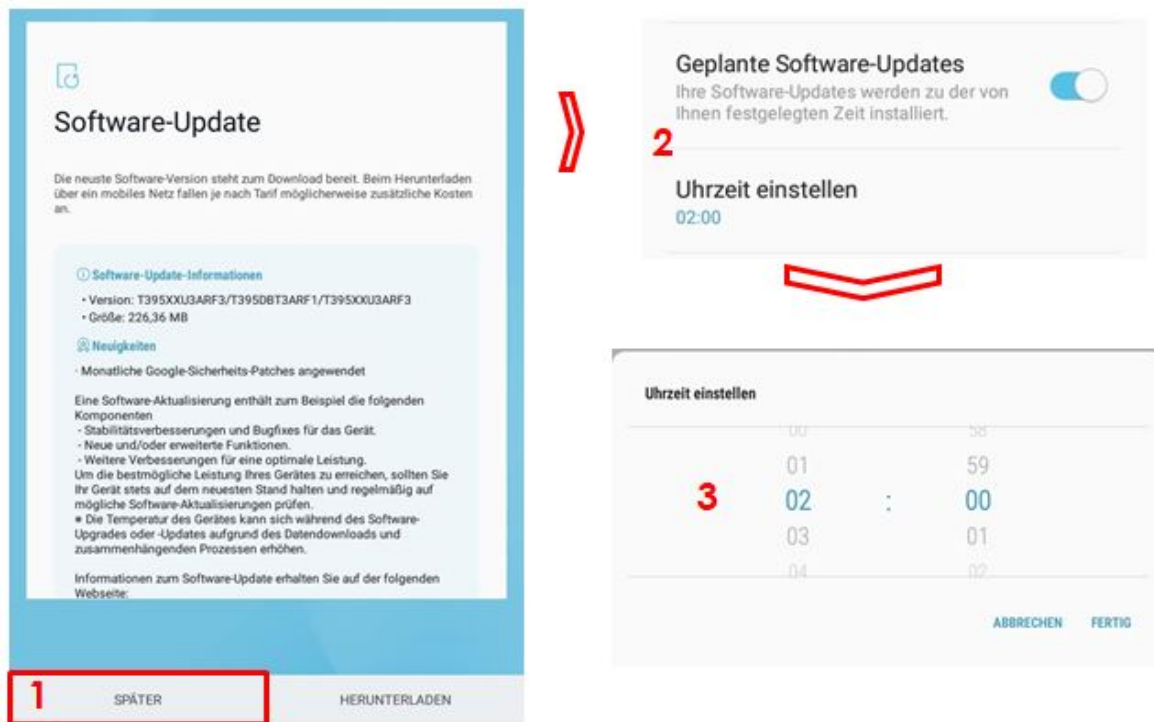 Software-Update
Die neuste Software-Version steht zum Download bereit. Beim Herunterladen
über ein mobiles Netz fallen je nach Tarif möglicherweise zusätzliche Kosten
an.
Software-Update-Informationen
• Version: T395XXU3ARF3/T395DBT3ARF1/T395XXU3ARF3
• Größe: 226,36 MB
Neuigkeiten
· Monatliche Google-Sicherheits-Patches angewendet
Eine Software-Aktualisierung enthält zum Beispiel die folgenden
Komponenten
- Stabilitätsverbesserungen und Bugfixes für das Gerät.
- Neue und/oder erweiterte Funktionen.
- Weitere Verbesserungen für eine optimale Leistung.
Um die bestmögliche Leistung Ihres Gerätes zu erreichen, sollten Sie
Ihr Gerät stets auf dem neuesten Stand halten und regelmäßig auf
mögliche Software-Aktualisierungen prüfen.
※ Die Temperatur des Gerätes kann sich während des Software-
Upgrades oder -Updates aufgrund des Datendownloads und
zusammenhängenden Prozessen erhöhen.
Informationen zum Software-Update erhalten Sie auf der folgenden
Webseite:
1 SPÄTER HERUNTERLADEN
Geplante Software-Updates
Ihre Software-Updates werden zu der von
Ihnen festgelegten Zeit installiert.
2
Uhrzeit einstellen
02:00
Uhrzeit einstellen
00 58
01 59
3 02 : 00
03 01
04 02
ABBRECHEN FERTIG